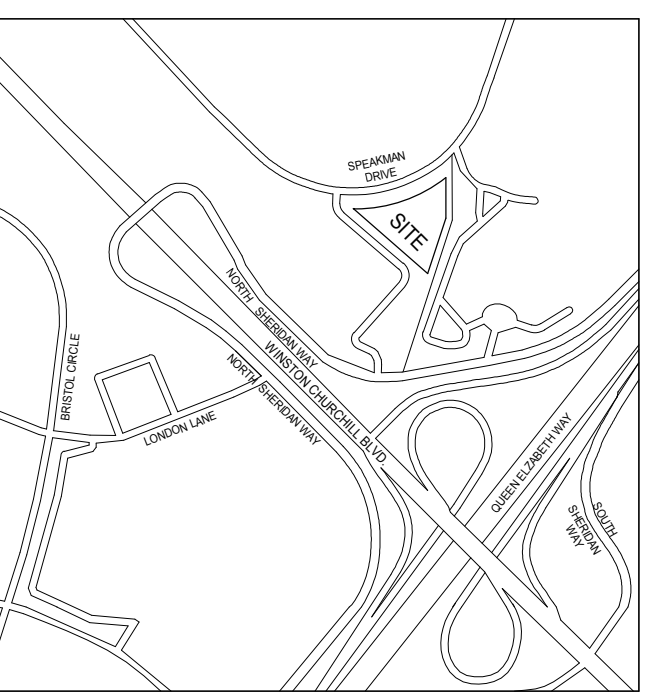 SPEAKMAN
DRIVE
SITE
NORTH SHERIDAN WAY
WINSTON CHURCHILL BLVD.
NORTH SHERIDAN WAY
BRISTOL CIRCLE
LONDON LANE
QUEEN ELZABETH WAY
SOUTH
SHERIDAN
WAY